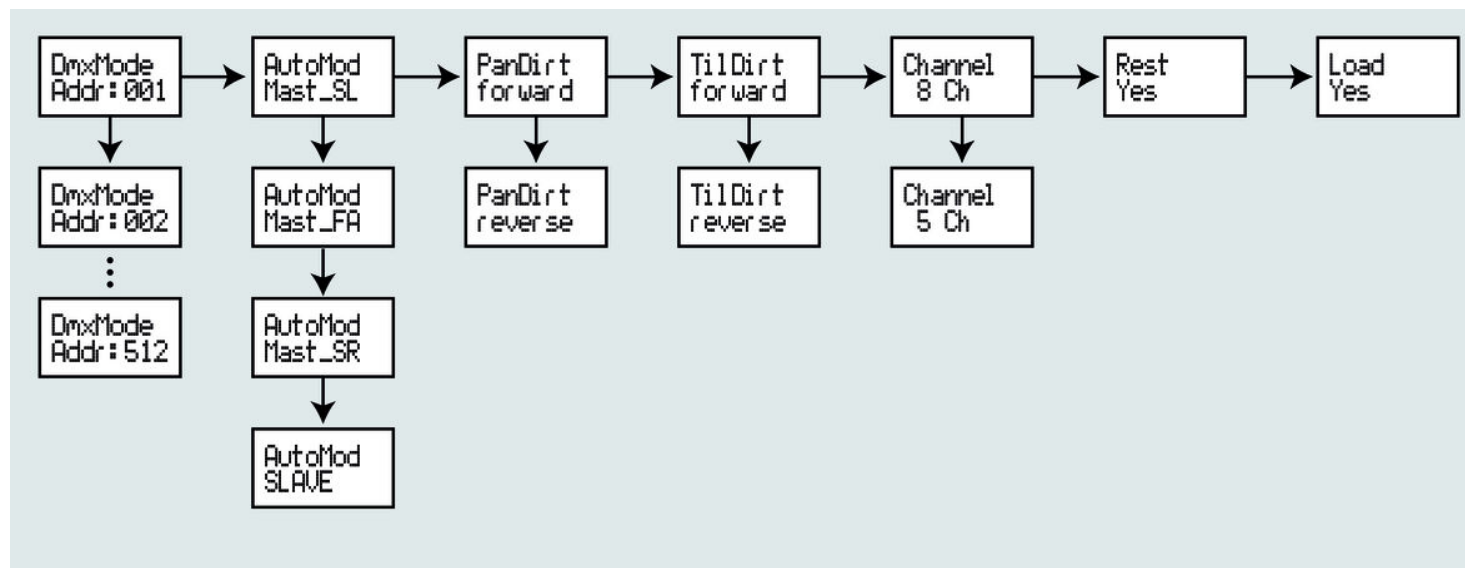 DmxMode
Addr:001
AutoMod
Mast_SL
PanDirt
forward
TilDirt
forward
Channel
8 Ch
Rest
Yes
Load
Yes
DmxMode
Addr:002
AutoMod
Mast_FA
PanDirt
reverse
TilDirt
reverse
Channel
5 Ch
DmxMode
Addr:512
AutoMod
Mast_SR
AutoMod
SLAVE